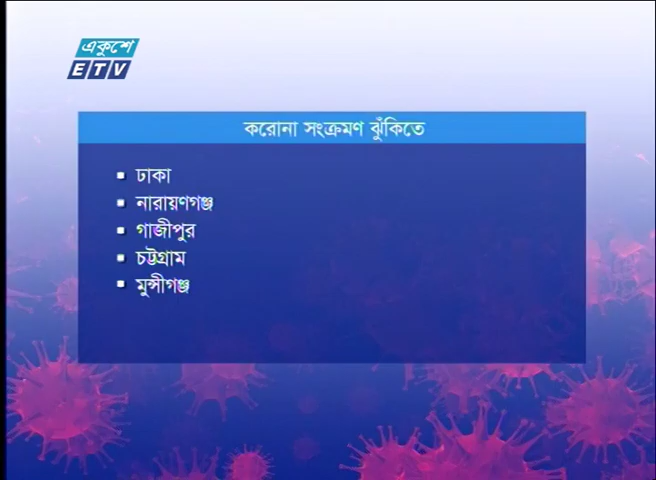 একুশে
ETV
করোনা সংক্রমণ ঝুঁকিতে
ঢাকা
নারায়ণগঞ্জ
গাজীপুর
চট্টগ্রাম
মুন্সীগঞ্জ